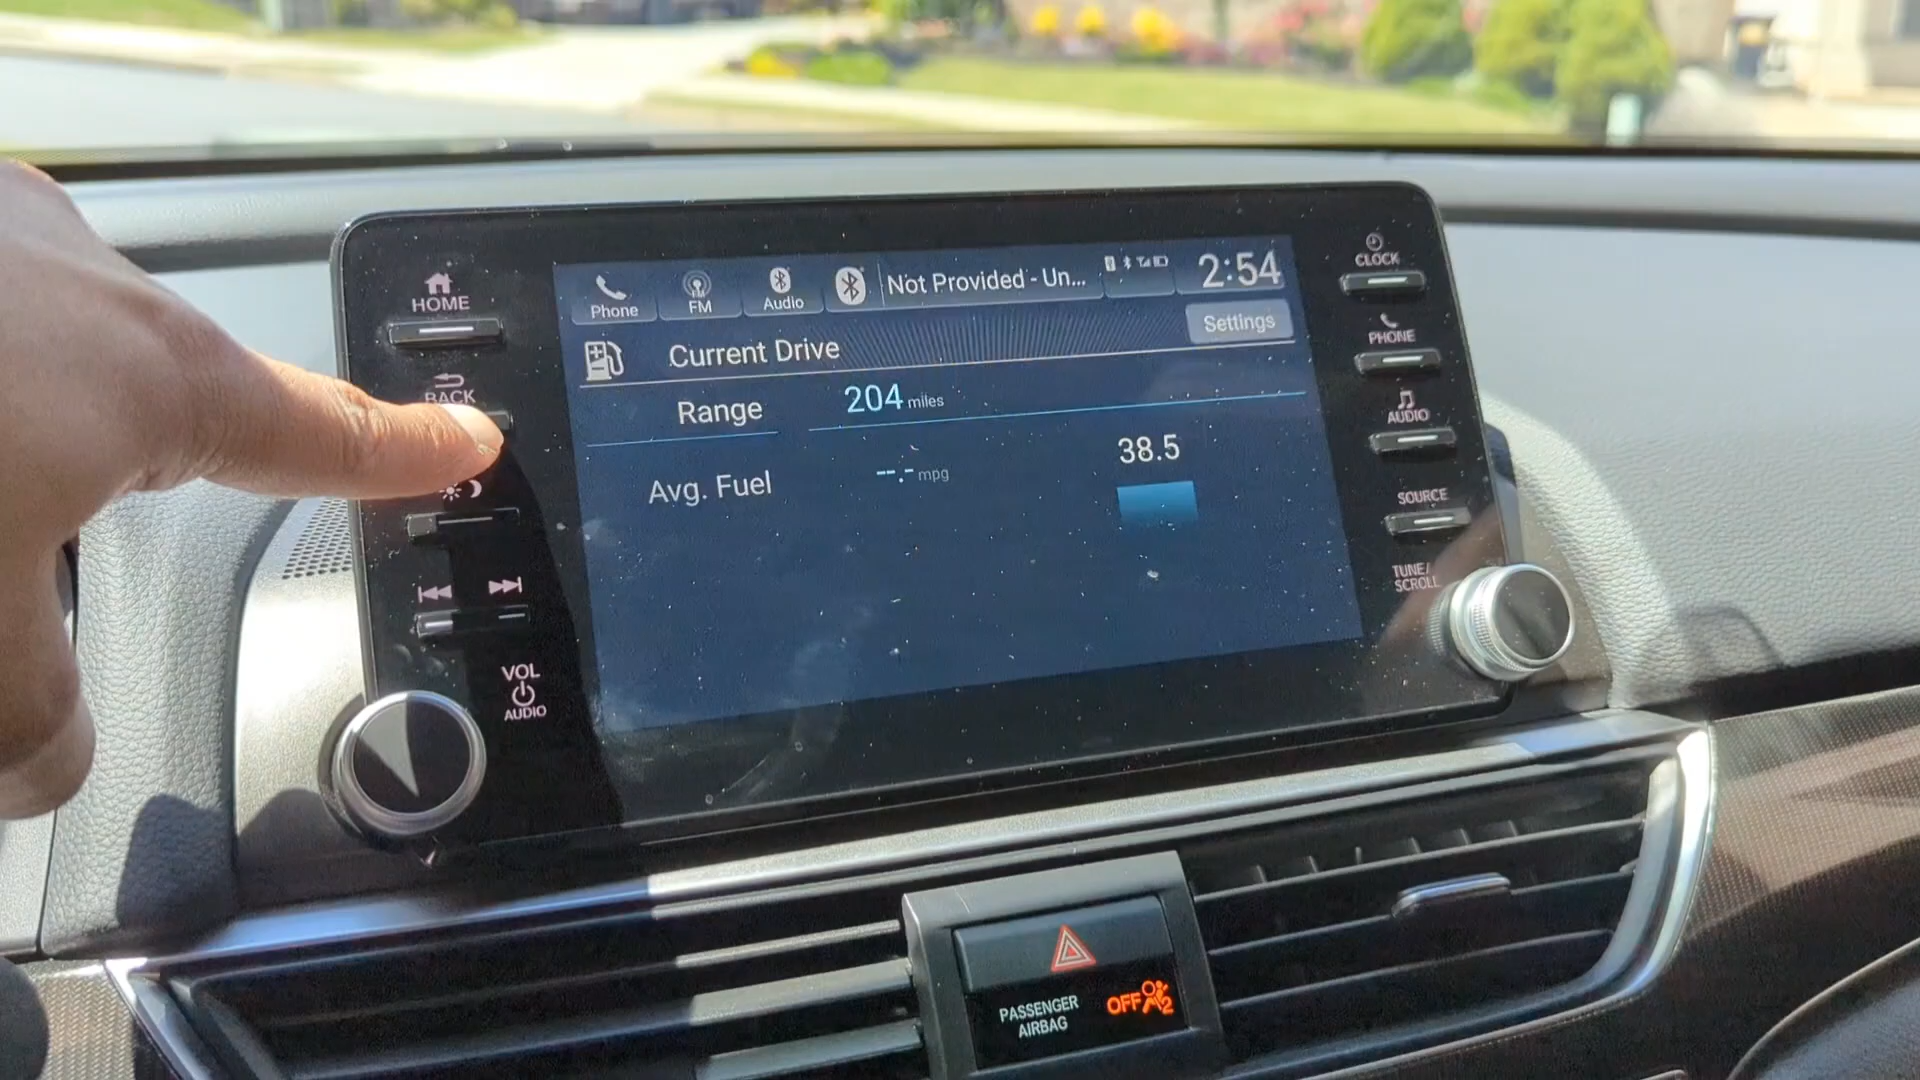 HOME
BACK
VOL
AUDIO
Phone
FM
Audio
Not Provided - Un...
2:54
Settings
Current Drive
Range
204 miles
Avg. Fuel
--.- mpg
38.5
CLOCK
PHONE
AUDIO
SOURCE
TUNE/
SCROLL
PASSENGER
AIRBAG
OFF
2